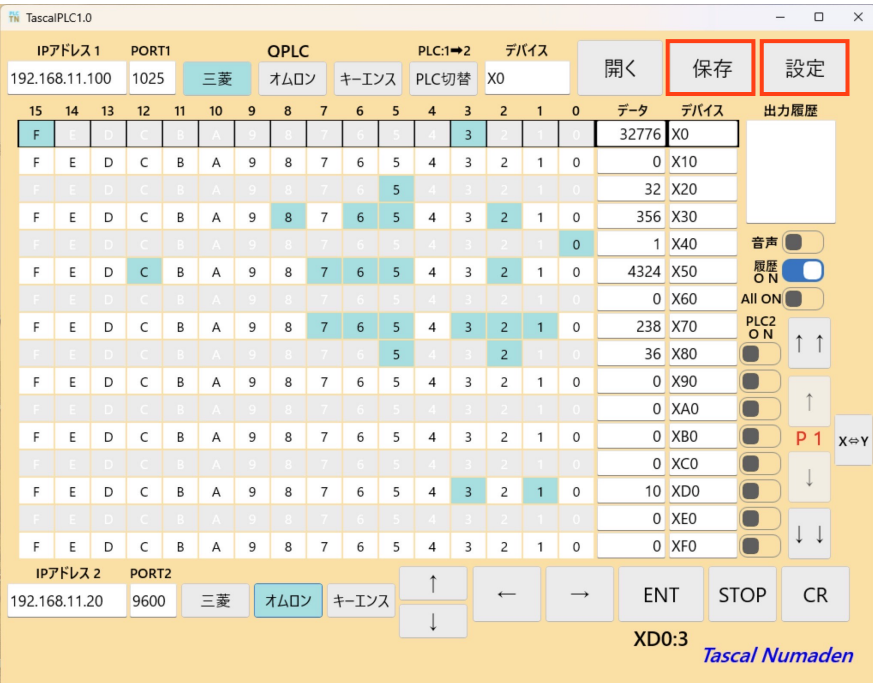 PLC TN TascalPLC1.0
IPアドレス 1 PORT1 OPLC PLC:1➡2 デバイス
192.168.11.100 1025 三菱 オムロン キーエンス PLC切替 X0 開く 保存 設定
15 14 13 12 11 10 9 8 7 6 5 4 3 2 1 0 データ デバイス 出力履歴
F E D C B A 9 8 7 6 5 4 3 2 1 0 32776 X0
F E D C B A 9 8 7 6 5 4 3 2 1 0 0 X10
F E D C B A 9 8 7 6 5 4 3 2 1 0 32 X20
F E D C B A 9 8 7 6 5 4 3 2 1 0 356 X30
F E D C B A 9 8 7 6 5 4 3 2 1 0 1 X40 音声
F E D C B A 9 8 7 6 5 4 3 2 1 0 4324 X50 履歴
ON
F E D C B A 9 8 7 6 5 4 3 2 1 0 0 X60 All ON
F E D C B A 9 8 7 6 5 4 3 2 1 0 238 X70 PLC2
ON ↑↑
F E D C B A 9 8 7 6 5 4 3 2 1 0 36 X80
F E D C B A 9 8 7 6 5 4 3 2 1 0 0 X90
F E D C B A 9 8 7 6 5 4 3 2 1 0 0 XA0 ↑
F E D C B A 9 8 7 6 5 4 3 2 1 0 0 XB0 P 1 X⇔Y
F E D C B A 9 8 7 6 5 4 3 2 1 0 0 XC0
F E D C B A 9 8 7 6 5 4 3 2 1 0 10 XD0 ↓
F E D C B A 9 8 7 6 5 4 3 2 1 0 0 XE0
F E D C B A 9 8 7 6 5 4 3 2 1 0 0 XF0 ↓↓
IPアドレス 2 PORT2
192.168.11.20 9600 三菱 オムロン キーエンス ↑ ↓ ← → ENT STOP CR
XD0:3
Tascal Numaden